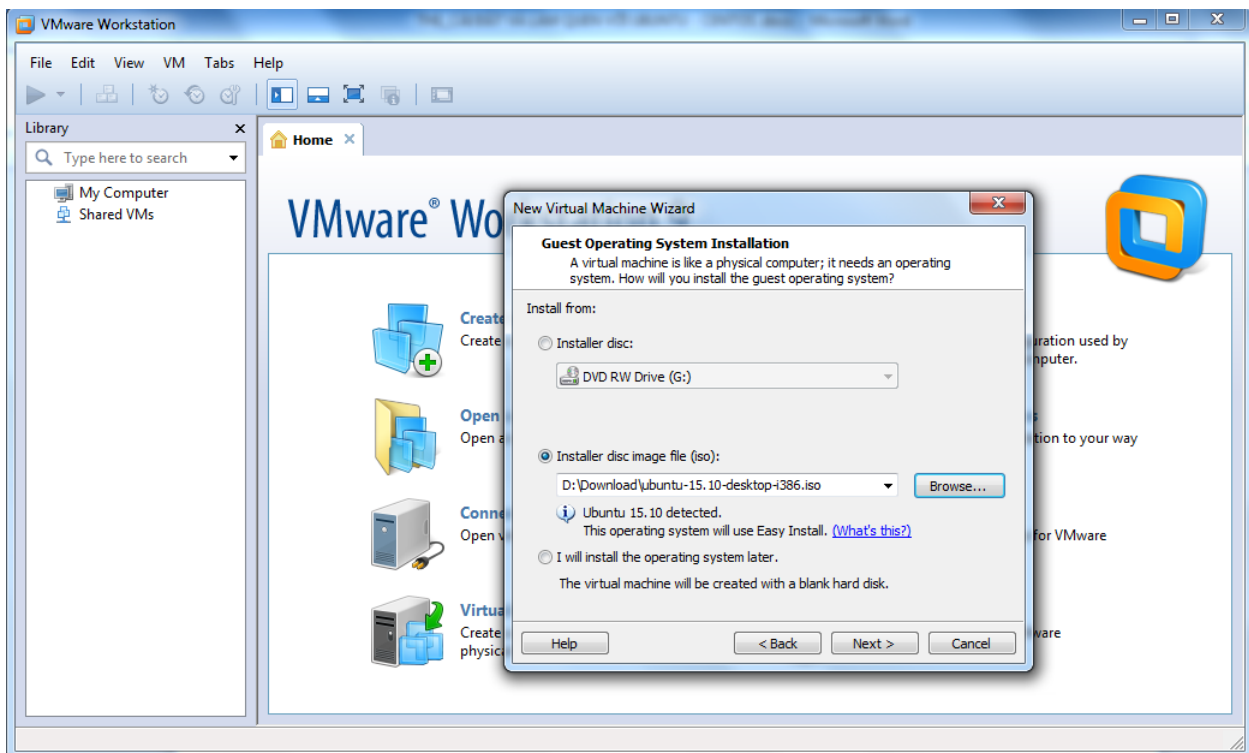 VMware Workstation
File Edit View VM Tabs Help
Library
Type here to search
My Computer
Shared VMs
Home
VMware® Wo
Create
Create
Open
Open a
Conne
Open v
Virtua
Create
physic
uration used by
mputer.
s
tion to your way
for VMware
ware
New Virtual Machine Wizard
Guest Operating System Installation
A virtual machine is like a physical computer; it needs an operating
system. How will you install the guest operating system?
Install from:
Installer disc:
DVD RW Drive (G:)
Installer disc image file (iso):
D:\Download\ubuntu-15.10-desktop-i386.iso
Browse...
Ubuntu 15.10 detected.
This operating system will use Easy Install. (What's this?)
I will install the operating system later.
The virtual machine will be created with a blank hard disk.
Help
< Back
Next >
Cancel